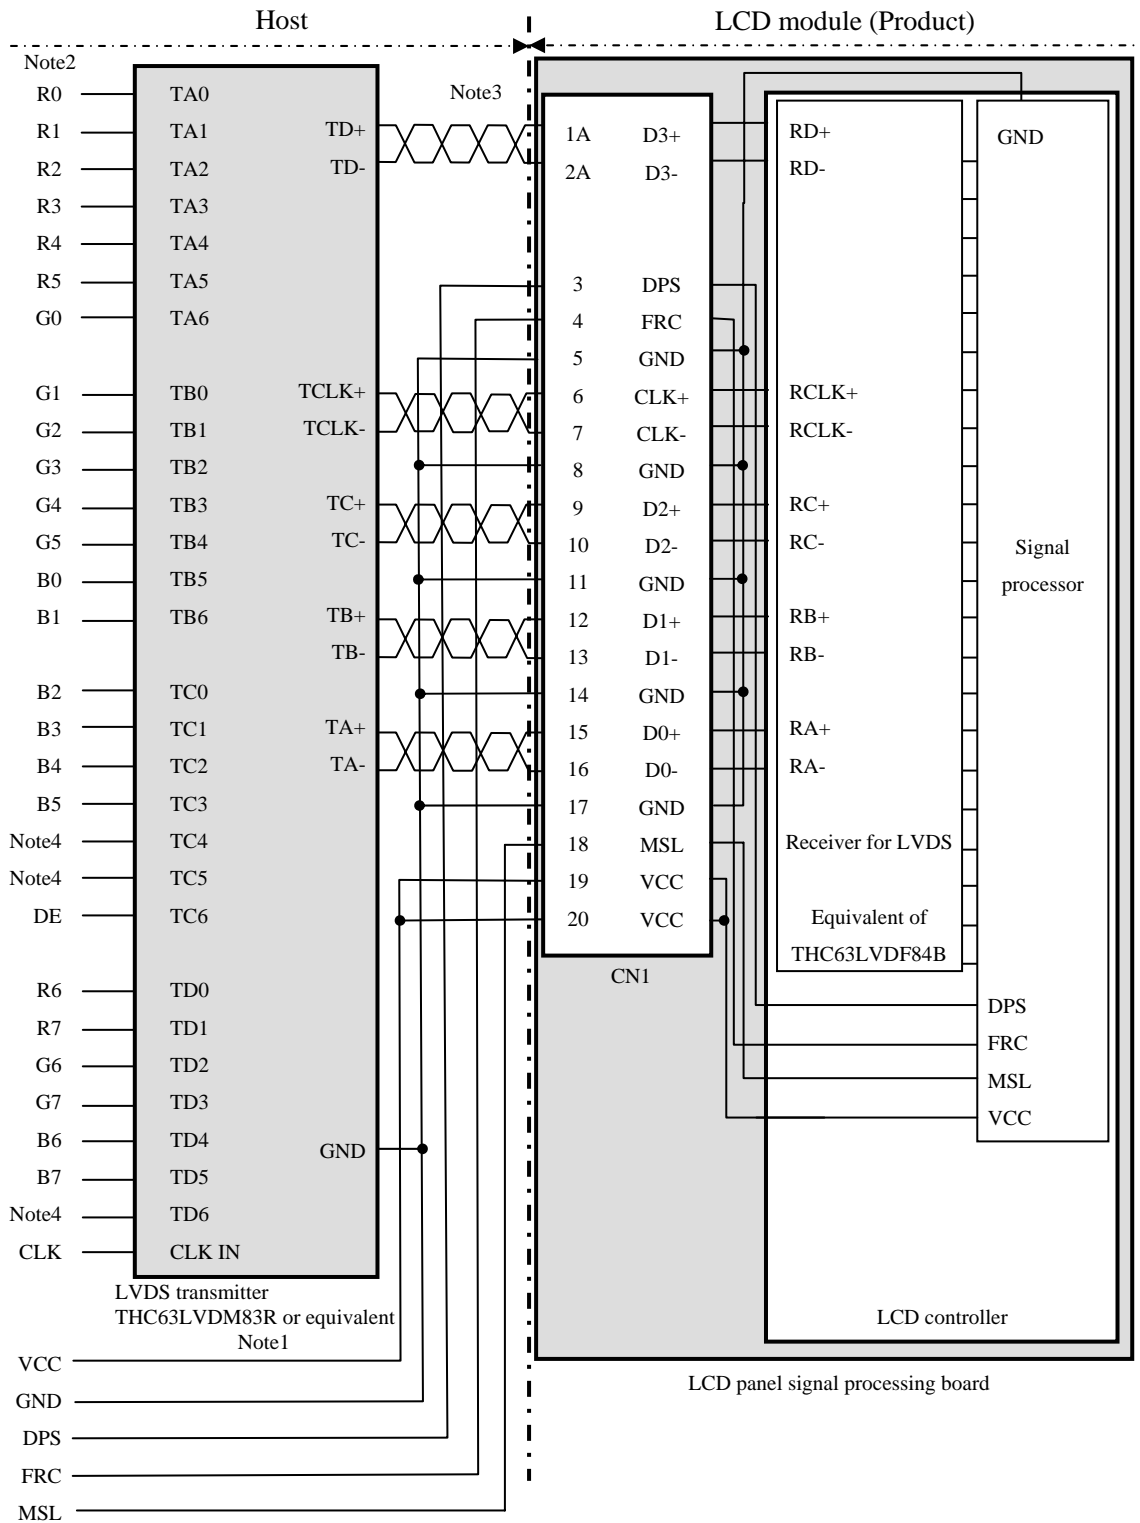 Host
LCD module (Product)
Note2
Note3
R0 TA0
R1 TA1 TD+ 1A D3+ RD+ GND
R2 TA2 TD- 2A D3- RD-
R3 TA3
R4 TA4
R5 TA5 3 DPS
G0 TA6 4 FRC
5 GND
G1 TB0 TCLK+ 6 CLK+ RCLK+
G2 TB1 TCLK- 7 CLK- RCLK-
G3 TB2 8 GND
G4 TB3 TC+ 9 D2+ RC+
G5 TB4 TC- 10 D2- RC- Signal
B0 TB5 11 GND processor
B1 TB6 TB+ 12 D1+ RB+
TB- 13 D1- RB-
B2 TC0 14 GND
B3 TC1 TA+ 15 D0+ RA+
B4 TC2 TA- 16 D0- RA-
B5 TC3 17 GND
Note4 TC4 18 MSL Receiver for LVDS
Note4 TC5 19 VCC
DE TC6 20 VCC Equivalent of
THC63LVDF84B
CN1
R6 TD0 DPS
R7 TD1 FRC
G6 TD2 MSL
G7 TD3 VCC
B6 TD4 GND
B7 TD5
Note4 TD6
CLK CLK IN
LVDS transmitter
THC63LVDM83R or equivalent
Note1
LCD controller
VCC
LCD panel signal processing board
GND
DPS
FRC
MSL